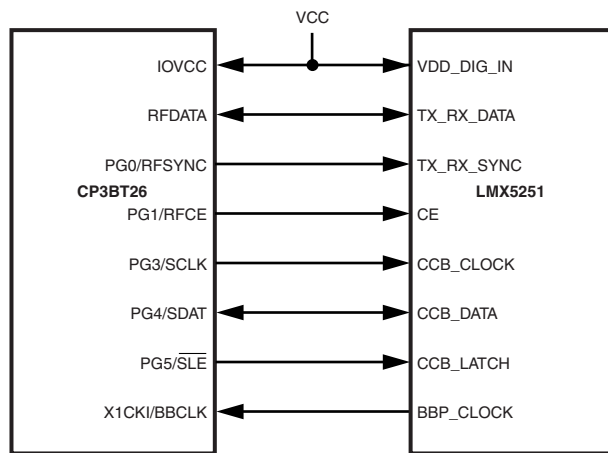 VCC
IOVCC VDD_DIG_IN
RFDATA TX_RX_DATA
PG0/RFSYNC TX_RX_SYNC
CP3BT26 LMX5251
PG1/RFCE CE
PG3/SCLK CCB_CLOCK
PG4/SDAT CCB_DATA
PG5/S̅L̅E̅ CCB_LATCH
X1CKI/BBCLK BBP_CLOCK